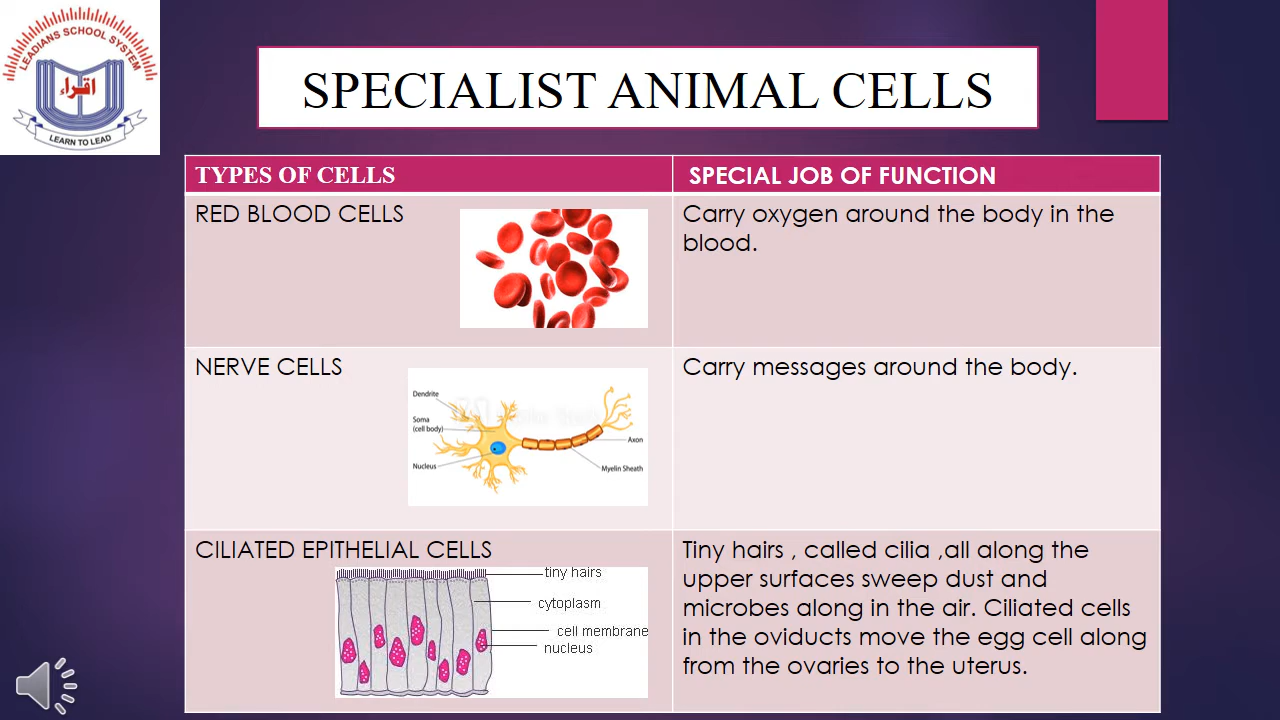 LEADIANS SCHOOL SYSTEM
اقراء
LEARN TO LEAD
SPECIALIST ANIMAL CELLS
TYPES OF CELLS
SPECIAL JOB OF FUNCTION
RED BLOOD CELLS
Carry oxygen around the body in the
blood.
NERVE CELLS
Dendrite
Soma
(cell body)
Nucleus
Axon
Myelin Sheath
Carry messages around the body.
CILIATED EPITHELIAL CELLS
tiny hairs
cytoplasm
cell membrane
nucleus
Tiny hairs , called cilia ,all along the
upper surfaces sweep dust and
microbes along in the air. Ciliated cells
in the oviducts move the egg cell along
from the ovaries to the uterus.